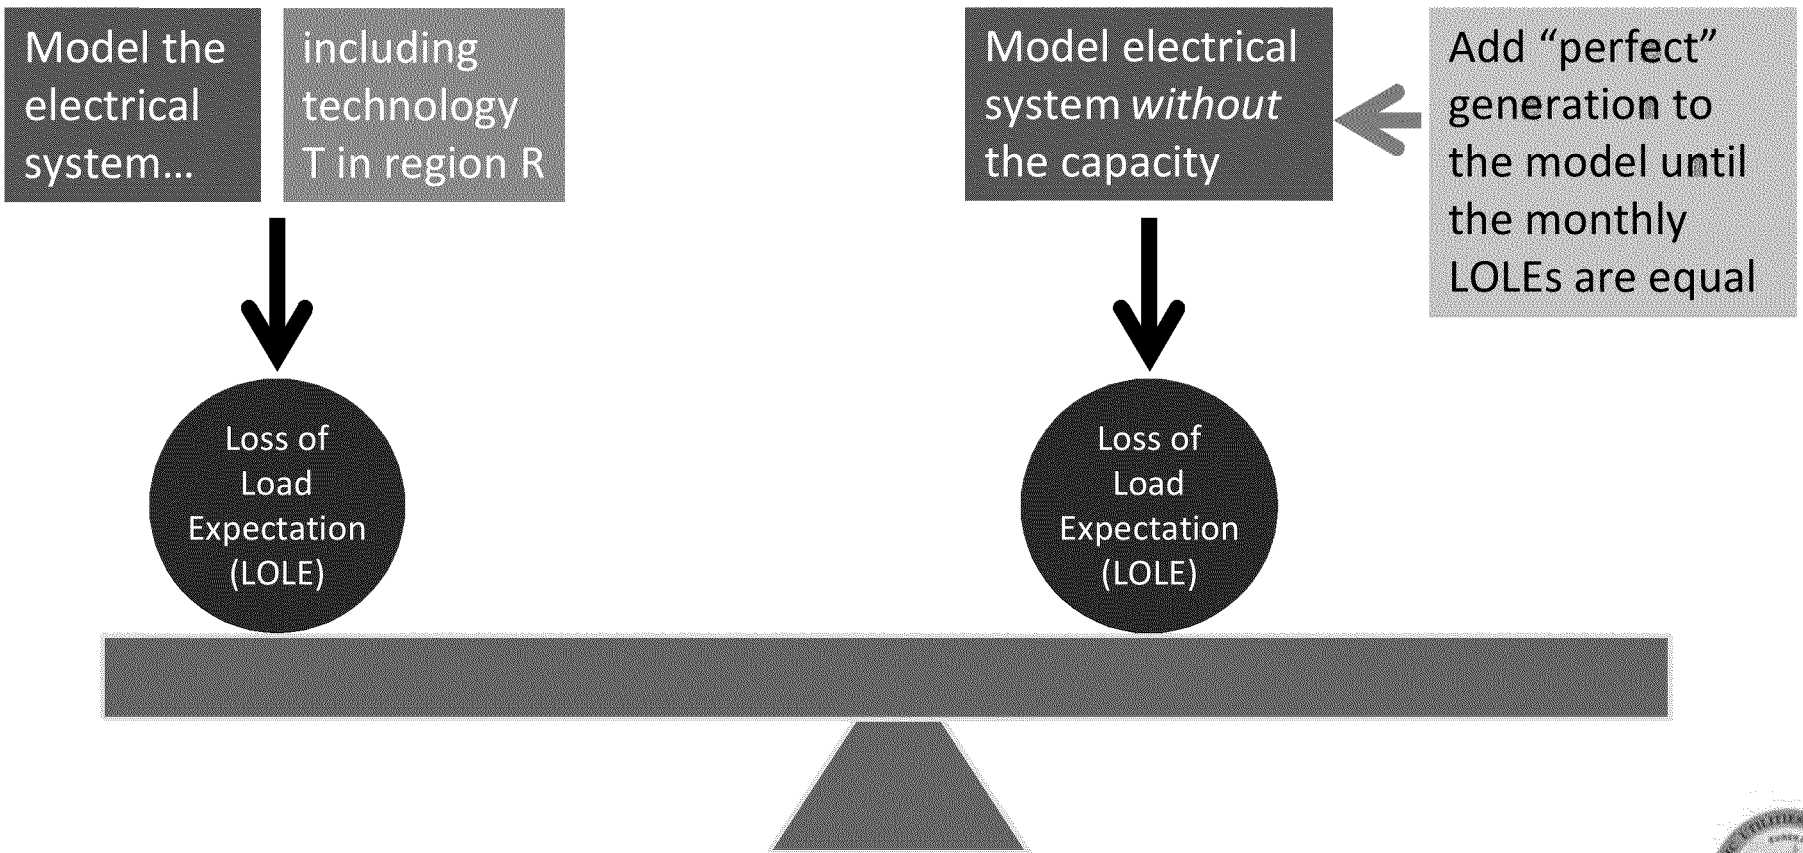 Model the
electrical
system…
including
technology
T in region R
Model electrical
system without
the capacity
Add “perfect”
generation to
the model until
the monthly
LOLEs are equal
Loss of
Load
Expectation
(LOLE)
Loss of
Load
Expectation
(LOLE)
UTILITIES